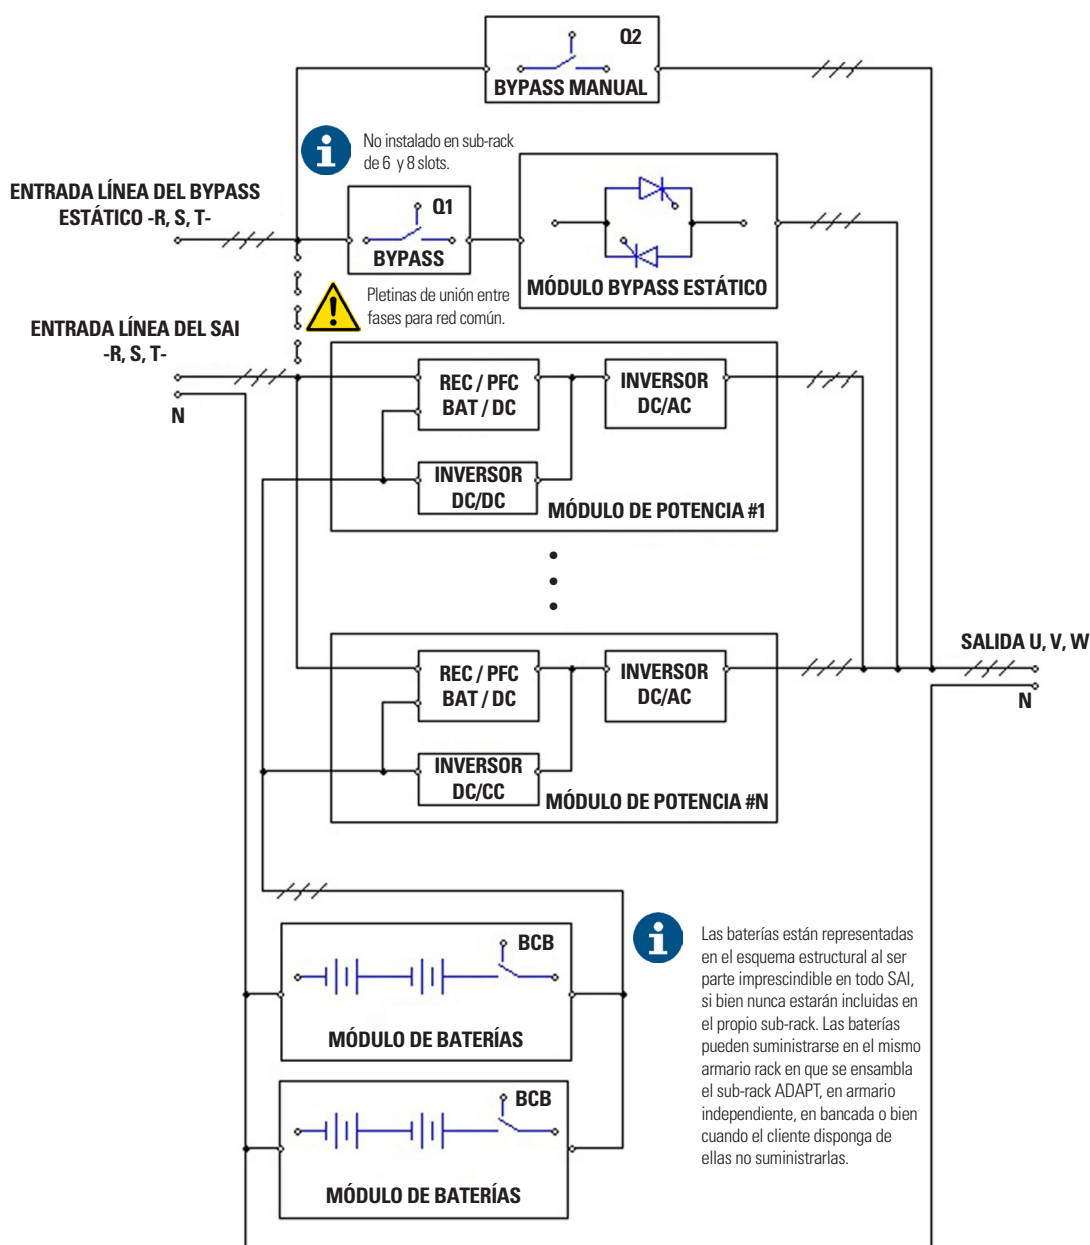 Q2
BYPASS MANUAL
No instalado en sub-rack
de 6 y 8 slots.
ENTRADA LÍNEA DEL BYPASS
ESTÁTICO -R, S, T-
Q1
BYPASS
MÓDULO BYPASS ESTÁTICO
Pletinas de unión entre
fases para red común.
ENTRADA LÍNEA DEL SAI
-R, S, T-
N
REC / PFC
BAT / DC
INVERSOR
DC/AC
INVERSOR
DC/DC
MÓDULO DE POTENCIA #1
REC / PFC
BAT / DC
INVERSOR
DC/AC
INVERSOR
DC/CC
MÓDULO DE POTENCIA #N
SALIDA U, V, W
N
BCB
MÓDULO DE BATERÍAS
BCB
MÓDULO DE BATERÍAS
Las baterías están representadas
en el esquema estructural al ser
parte imprescindible en todo SAI,
si bien nunca estarán incluidas en
el propio sub-rack. Las baterías
pueden suministrarse en el mismo
armario rack en que se ensambla
el sub-rack ADAPT, en armario
independiente, en bancada o bien
cuando el cliente disponga de
ellas no suministrarlas.